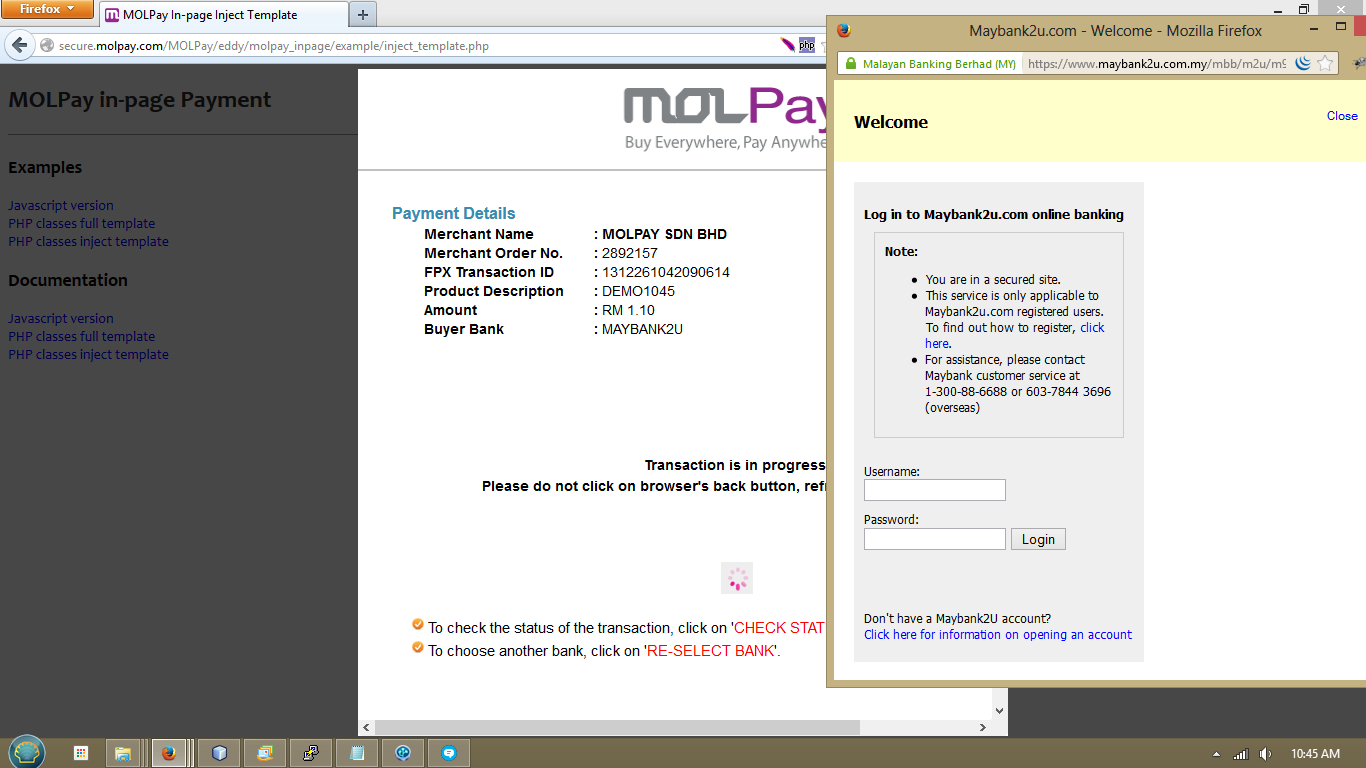 Firefox
MOLPay In-page Inject Template
secure.molpay.com/MOLPay/eddy/molpay_inpage/example/inject_template.php
php
MOLPay in-page Payment
Examples
Javascript version
PHP classes full template
PHP classes inject template
Documentation
Javascript version
PHP classes full template
PHP classes inject template
MOLPay
Buy Everywhere, Pay Anywhe
Payment Details
Merchant Name : MOLPAY SDN BHD
Merchant Order No. : 2892157
FPX Transaction ID : 1312261042090614
Product Description : DEMO1045
Amount : RM 1.10
Buyer Bank : MAYBANK2U
Transaction is in progress
Please do not click on browser's back button, refr
To check the status of the transaction, click on 'CHECK STAT
To choose another bank, click on 'RE-SELECT BANK'.
Maybank2u.com - Welcome - Mozilla Firefox
Malayan Banking Berhad (MY)
https://www.maybank2u.com.my/mbb/m2u/m9
Welcome
Close
Log in to Maybank2u.com online banking
Note:
You are in a secured site.
This service is only applicable to
Maybank2u.com registered users.
To find out how to register, click
here.
For assistance, please contact
Maybank customer service at
1-300-88-6688 or 603-7844 3696
(overseas)
Username:
Password:
Login
Don't have a Maybank2U account?
Click here for information on opening an account
10:45 AM